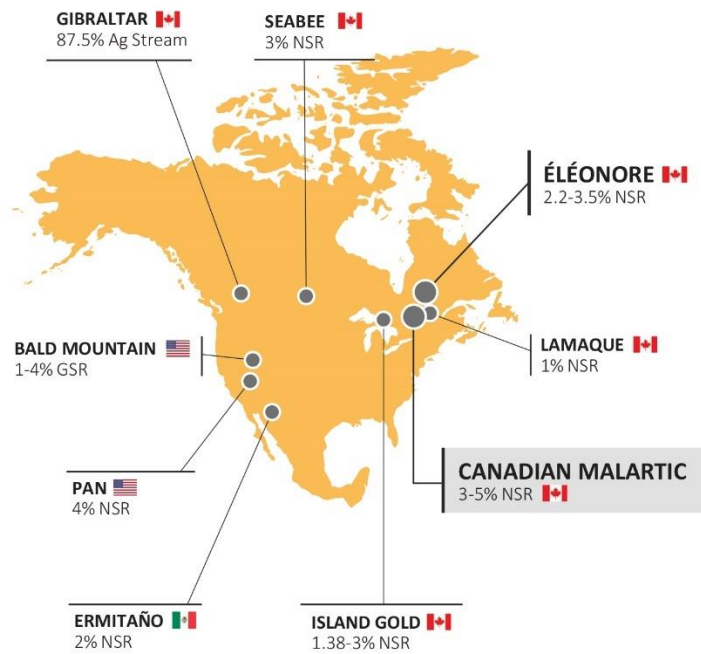 GIBRALTAR
87.5% Ag Stream
SEABEE
3% NSR
ÉLÉONORE
2.2-3.5% NSR
BALD MOUNTAIN
1-4% GSR
LAMAQUE
1% NSR
PAN
4% NSR
CANADIAN MALARTIC
3-5% NSR
ERMITAÑO
2% NSR
ISLAND GOLD
1.38-3% NSR